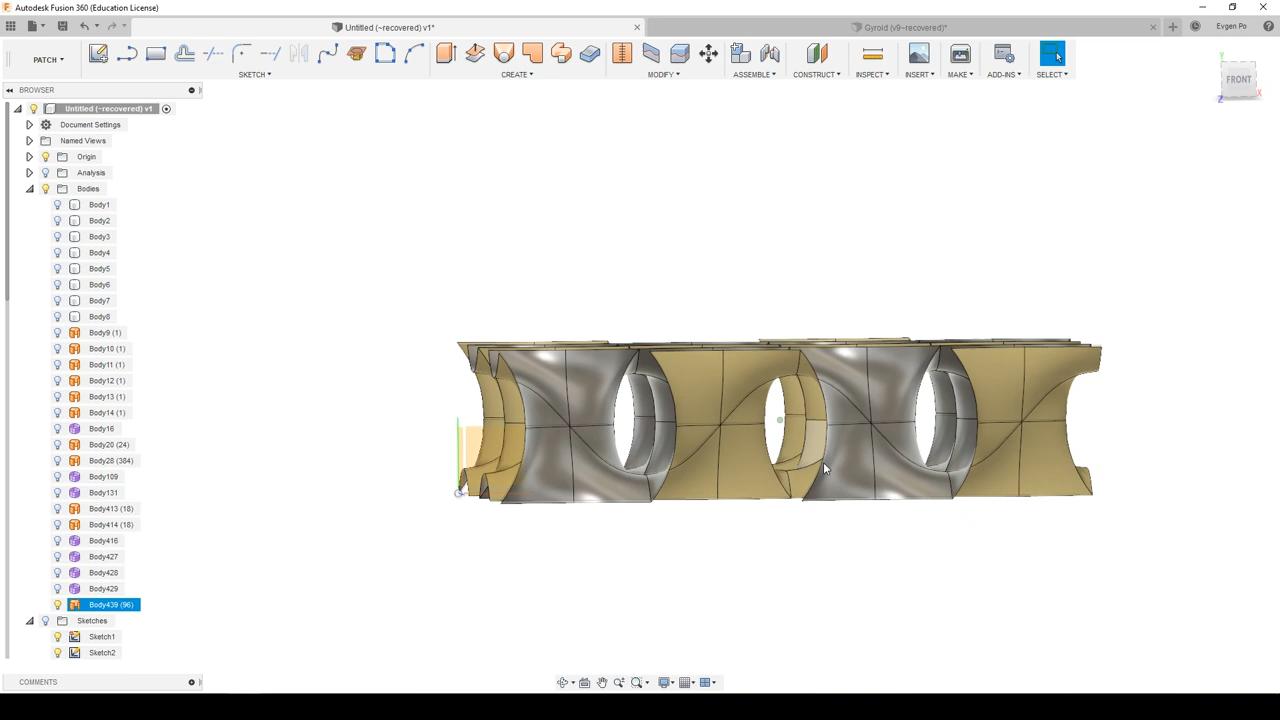 Autodesk Fusion 360 (Education License)
Untitled (~recovered) v1*
Gyroid (v9~recovered)*
Evgen Po
PATCH
SKETCH
CREATE
MODIFY
ASSEMBLE
CONSTRUCT
INSPECT
INSERT
MAKE
ADD-INS
SELECT
BROWSER
Y
FRONT
X
Z
Untitled (~recovered) v1
Document Settings
Named Views
Origin
Analysis
Bodies
Body1
Body2
Body3
Body4
Body5
Body6
Body7
Body8
Body9 (1)
Body10 (1)
Body11 (1)
Body12 (1)
Body13 (1)
Body14 (1)
Body16
Body20 (24)
Body28 (384)
Body109
Body131
Body413 (18)
Body414 (18)
Body416
Body427
Body428
Body429
Body439 (96)
Sketches
Sketch1
Sketch2
COMMENTS